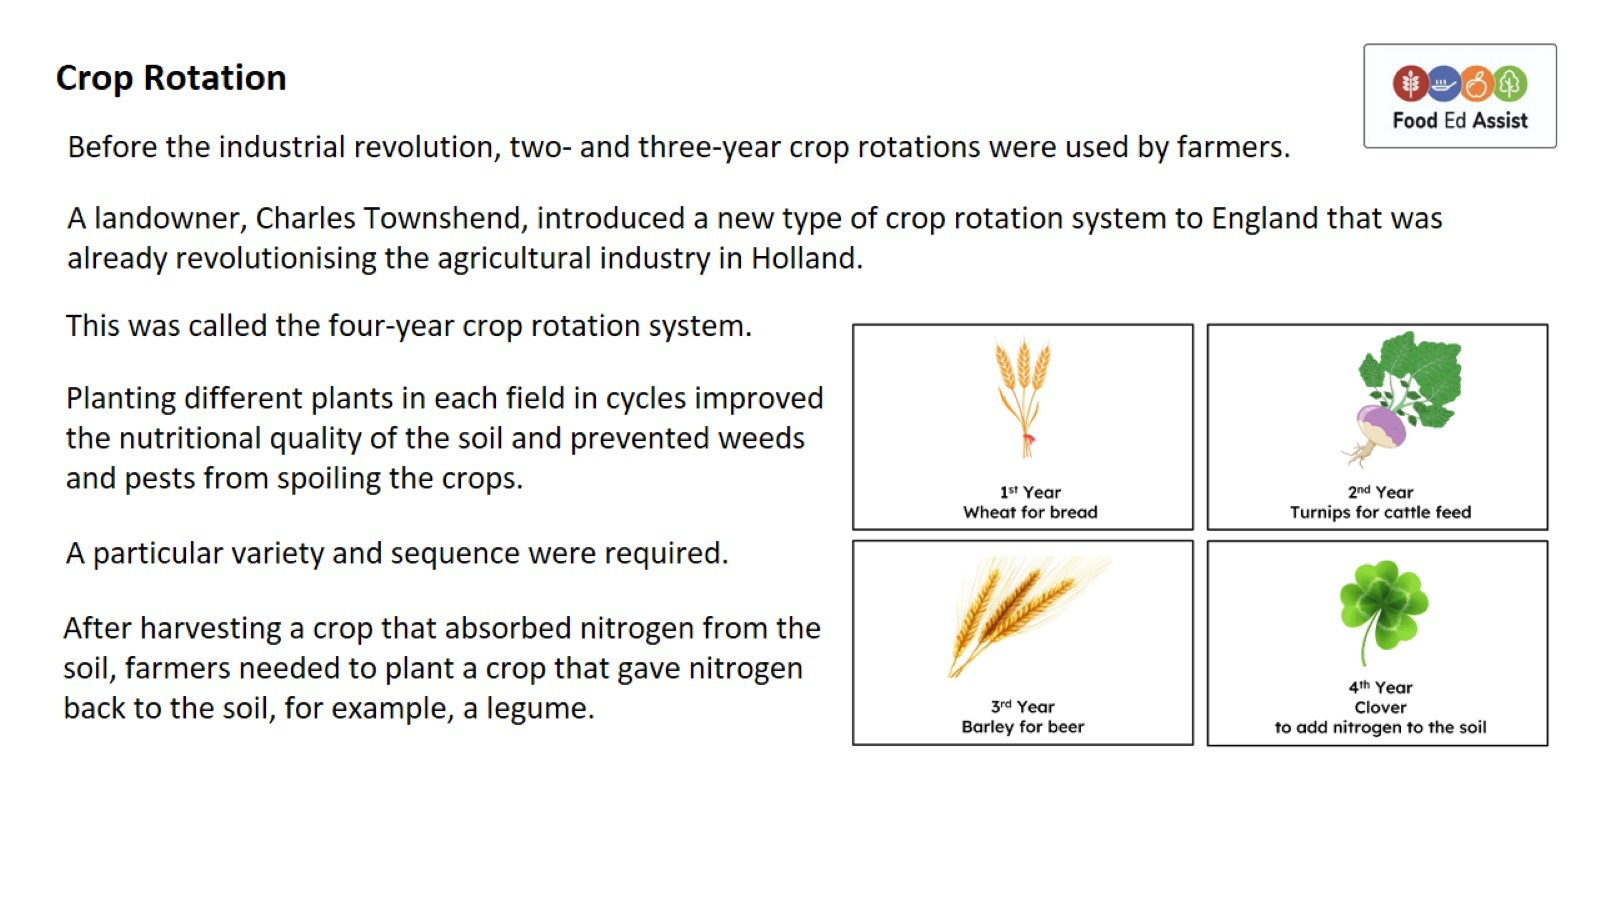 Crop Rotation
Food Ed Assist
Before the industrial revolution, two- and three-year crop rotations were used by farmers.
A landowner, Charles Townshend, introduced a new type of crop rotation system to England that was
already revolutionising the agricultural industry in Holland.
This was called the four-year crop rotation system.
Planting different plants in each field in cycles improved
the nutritional quality of the soil and prevented weeds
and pests from spoiling the crops.
A particular variety and sequence were required.
After harvesting a crop that absorbed nitrogen from the
soil, farmers needed to plant a crop that gave nitrogen
back to the soil, for example, a legume.
1st Year
Wheat for bread
2nd Year
Turnips for cattle feed
3rd Year
Barley for beer
4th Year
Clover
to add nitrogen to the soil